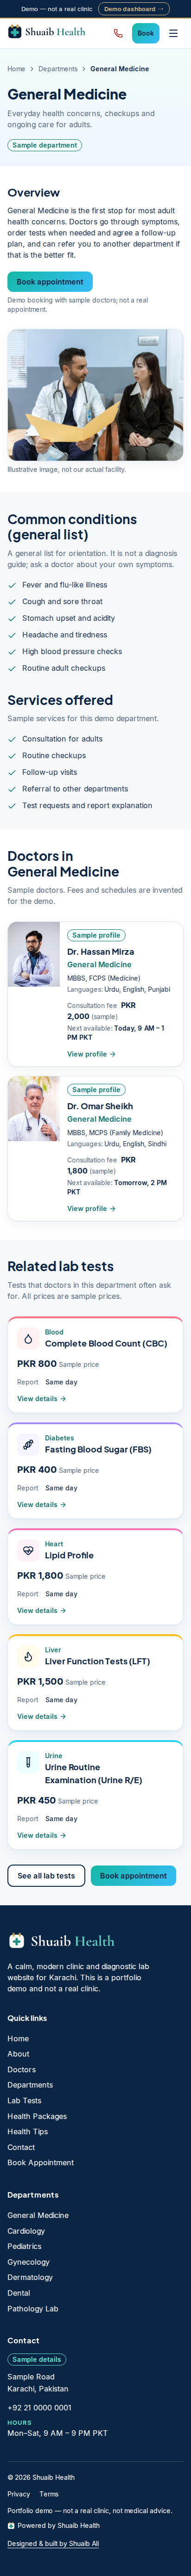 Demo — not a real clinic Demo dashboard →
Shuaib Health Book
Home > Departments > General Medicine
General Medicine
Everyday health concerns, checkups and
ongoing care for adults.
Sample department
Overview
General Medicine is the first stop for most adult
health concerns. Doctors go through symptoms,
order tests when needed and agree a follow-up
plan, and can refer you to another department if
that is the better fit.
Book appointment
Demo booking with sample doctors; not a real
appointment.
Illustrative image, not our actual facility.
Common conditions
(general list)
A general list for orientation. It is not a diagnosis
guide; ask a doctor about your own symptoms.
Fever and flu-like illness
Cough and sore throat
Stomach upset and acidity
Headache and tiredness
High blood pressure checks
Routine adult checkups
Services offered
Sample services for this demo department.
Consultation for adults
Routine checkups
Follow-up visits
Referral to other departments
Test requests and report explanation
Doctors in
General Medicine
Sample doctors. Fees and schedules are invented
for the demo.
Sample profile
Dr. Hassan Mirza
General Medicine
MBBS, FCPS (Medicine)
Languages: Urdu, English, Punjabi
Consultation fee PKR
2,000 (sample)
Next available: Today, 9 AM – 1
PM PKT
View profile →
Sample profile
Dr. Omar Sheikh
General Medicine
MBBS, MCPS (Family Medicine)
Languages: Urdu, English, Sindhi
Consultation fee PKR
1,800 (sample)
Next available: Tomorrow, 2 PM
PKT
View profile →
Related lab tests
Tests that doctors in this department often ask
for. All prices are sample prices.
Blood
Complete Blood Count (CBC)
PKR 800 Sample price
Report Same day
View details →
Diabetes
Fasting Blood Sugar (FBS)
PKR 400 Sample price
Report Same day
View details →
Heart
Lipid Profile
PKR 1,800 Sample price
Report Same day
View details →
Liver
Liver Function Tests (LFT)
PKR 1,500 Sample price
Report Same day
View details →
Urine
Urine Routine
Examination (Urine R/E)
PKR 450 Sample price
Report Same day
View details →
See all lab tests Book appointment
Shuaib Health
A calm, modern clinic and diagnostic lab
website for Karachi. This is a portfolio
demo and not a real clinic.
Quick links
Home
About
Doctors
Departments
Lab Tests
Health Packages
Health Tips
Contact
Book Appointment
Departments
General Medicine
Cardiology
Pediatrics
Gynecology
Dermatology
Dental
Pathology Lab
Contact
Sample details
Sample Road
Karachi, Pakistan
+92 21 0000 0001
HOURS
Mon–Sat, 9 AM – 9 PM PKT
© 2026 Shuaib Health
Privacy Terms
Portfolio demo — not a real clinic, not medical advice.
Powered by Shuaib Health
Designed & built by Shuaib Ali